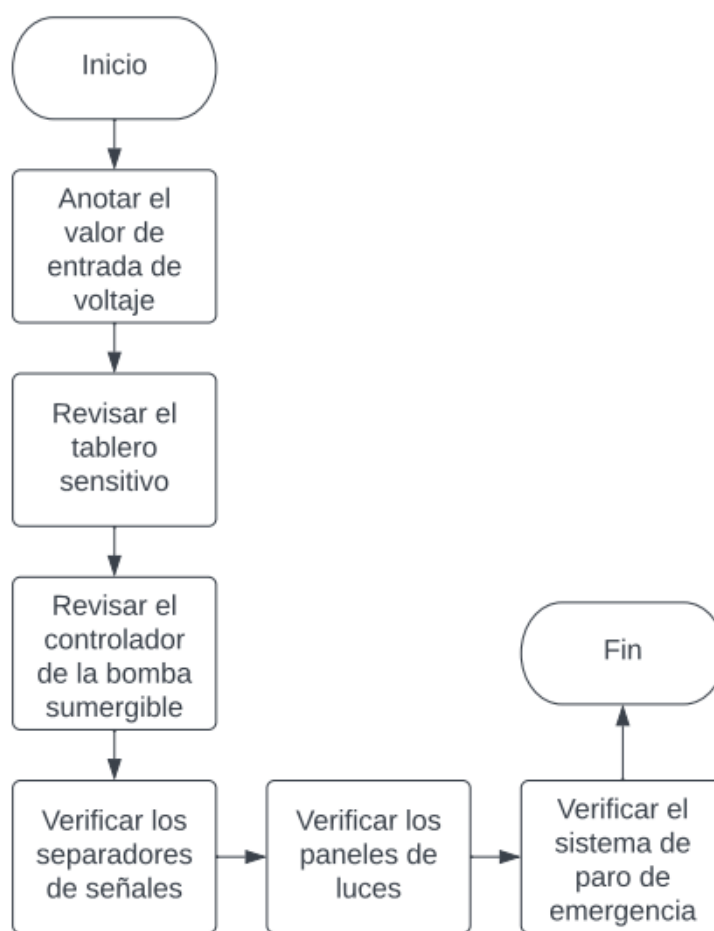 Inicio
Anotar el
valor de
entrada de
voltaje
Revisar el
tablero
sensitivo
Revisar el
controlador
de la bomba
sumergible
Verificar los
separadores
de señales
Verificar los
paneles de
luces
Verificar el
sistema de
paro de
emergencia
Fin